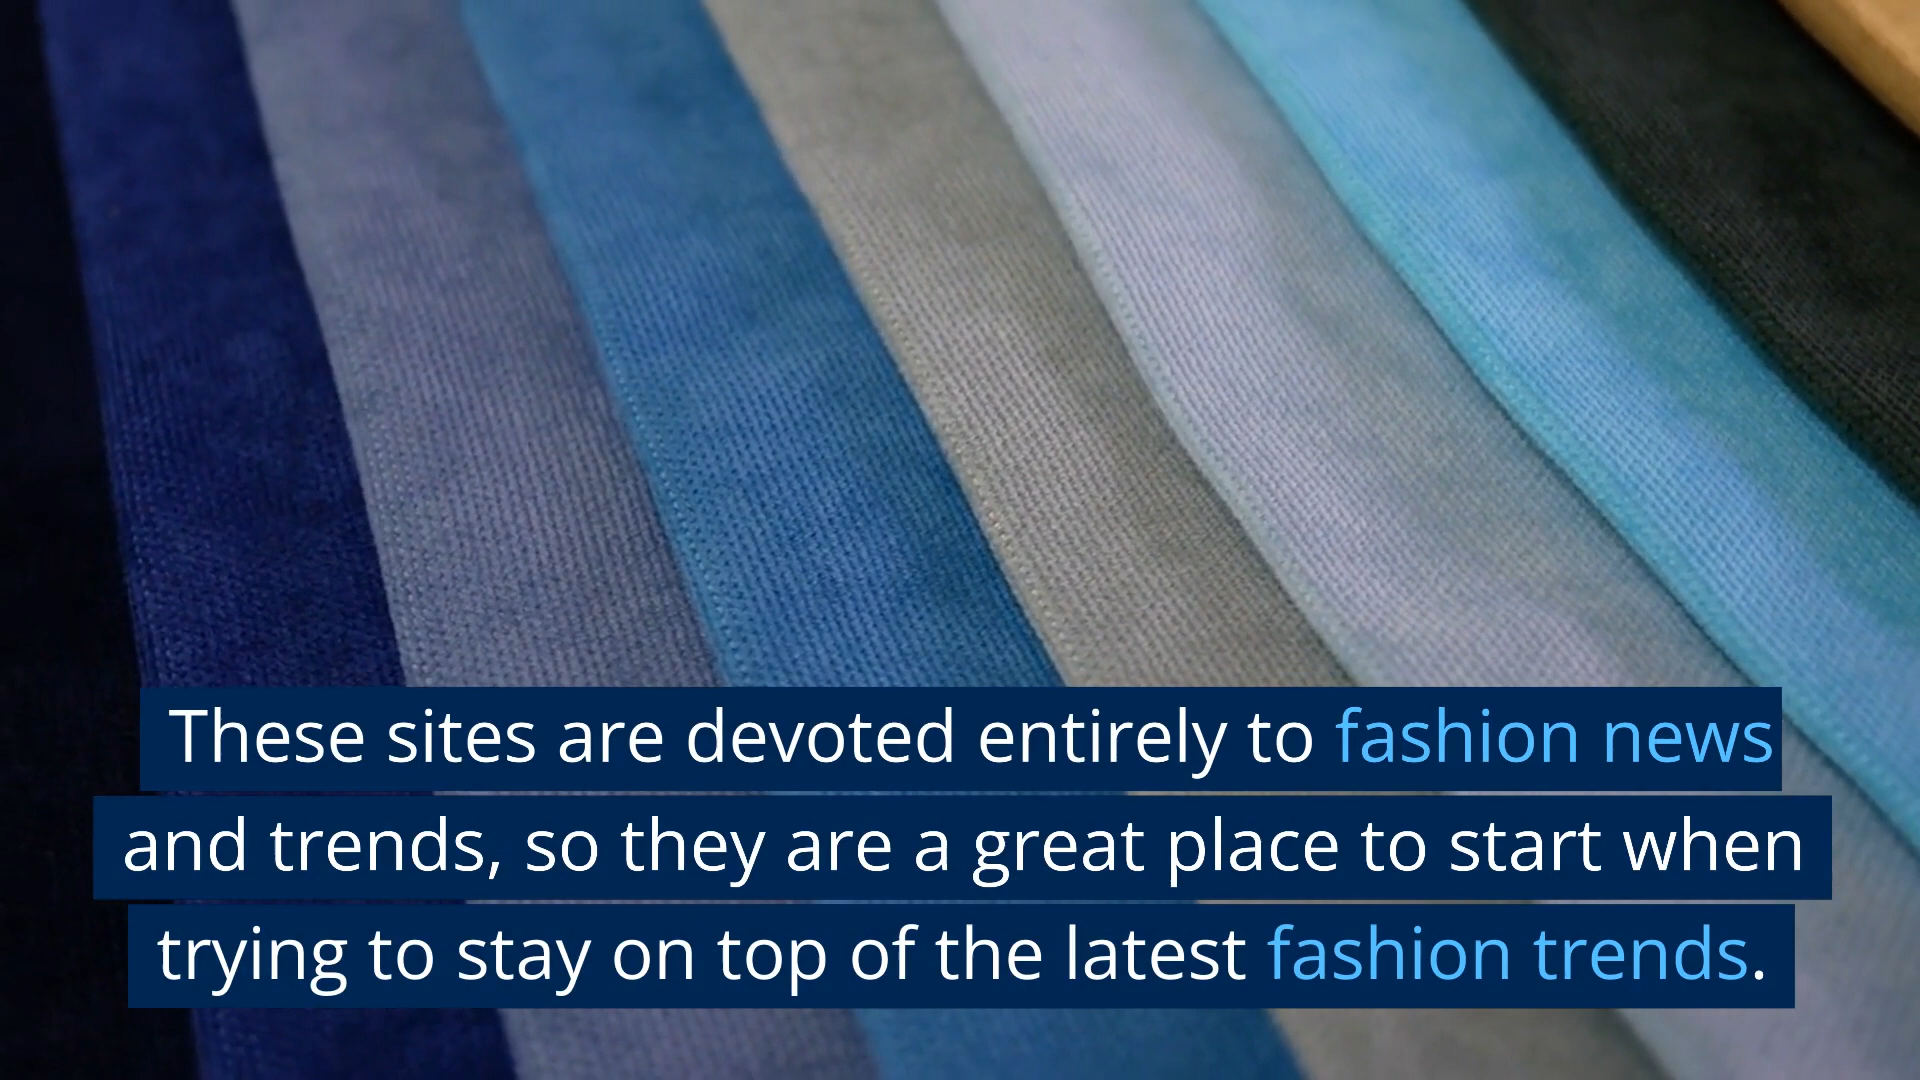 These sites are devoted entirely to fashion news
and trends, so they are a great place to start when
trying to stay on top of the latest fashion trends.